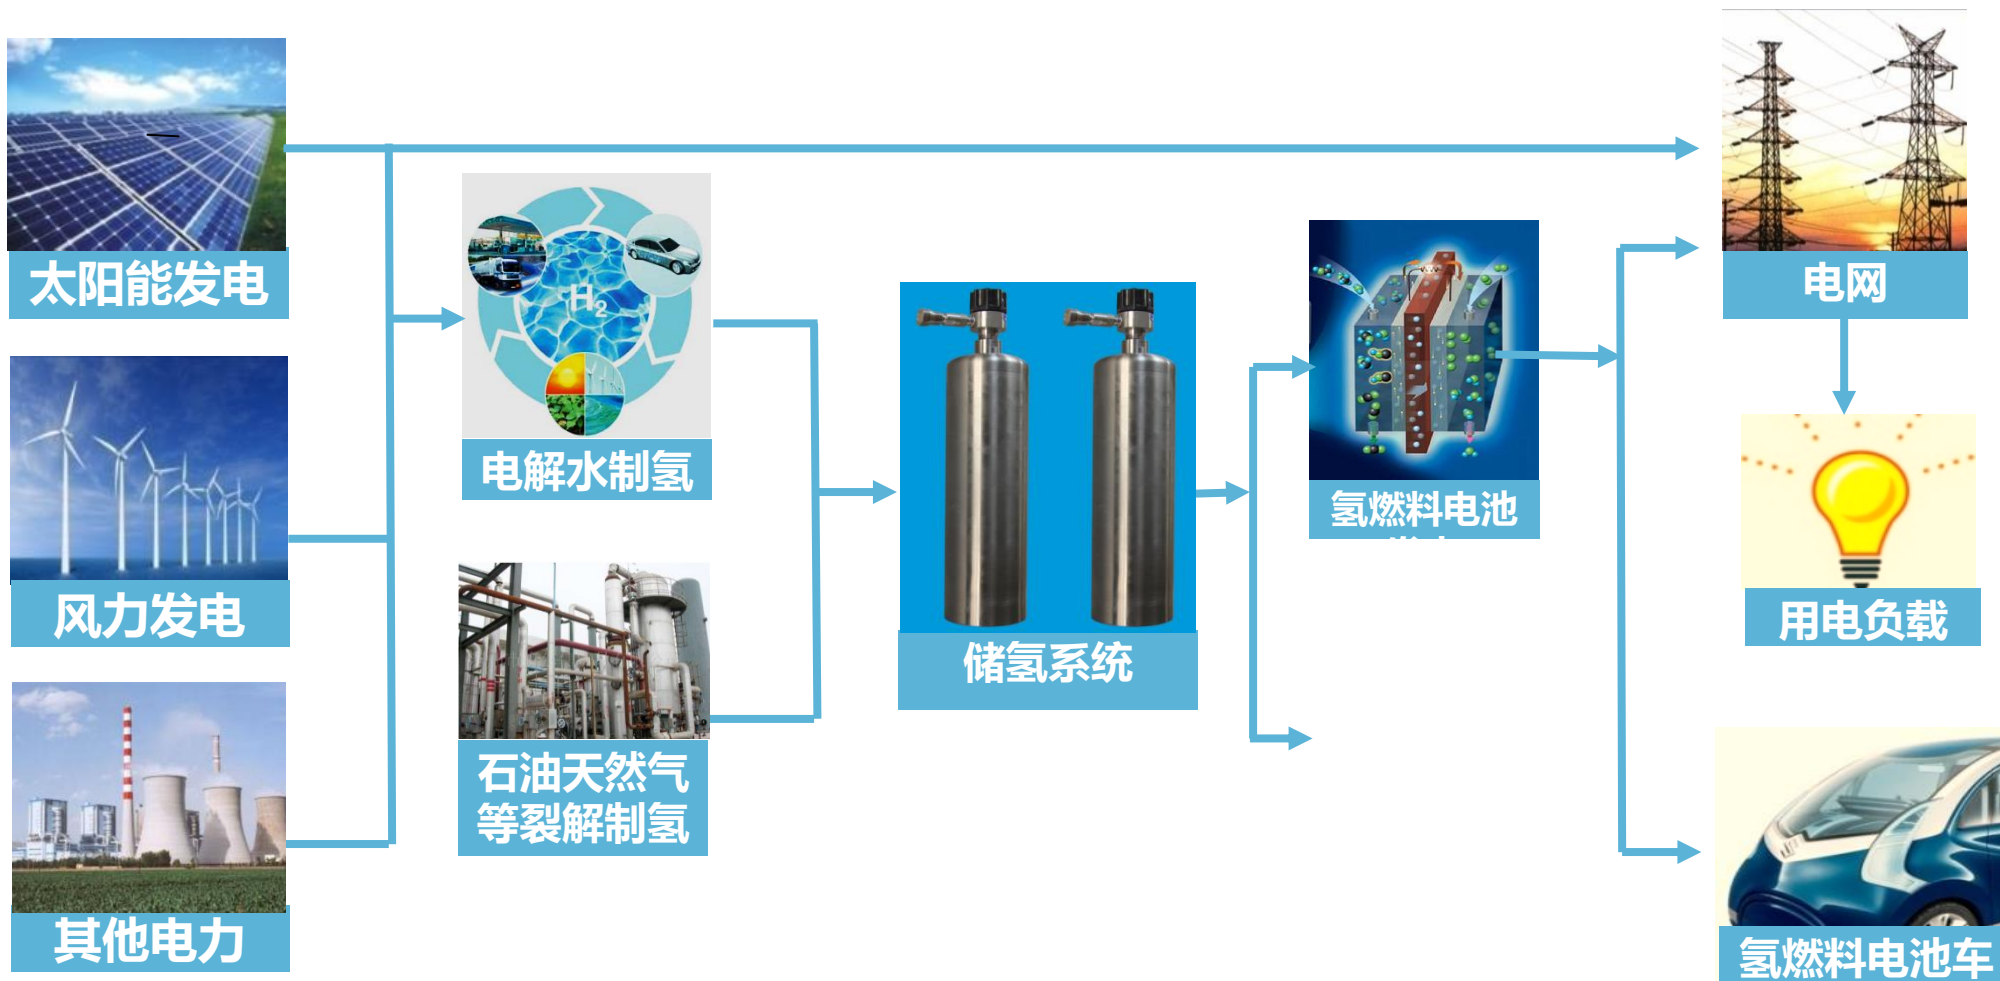 太阳能发电
风力发电
其他电力
H2
电解水制氢
石油天然气
等裂解制氢
储氢系统
氢燃料电池
电网
用电负载
氢燃料电池车